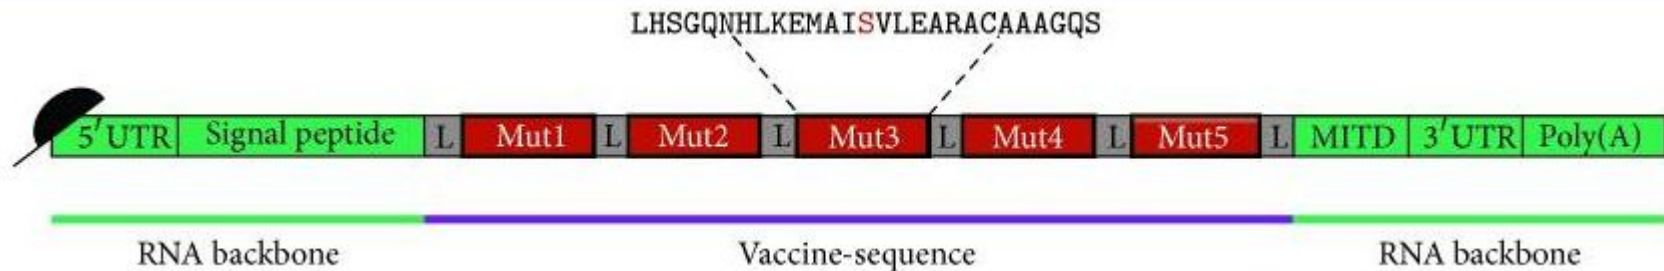 LHSGQNHLKEMAISVLEARACAAAGQS
5′UTR Signal peptide L Mut1 L Mut2 L Mut3 L Mut4 L Mut5 L MITD 3′UTR Poly(A)
RNA backbone Vaccine-sequence RNA backbone